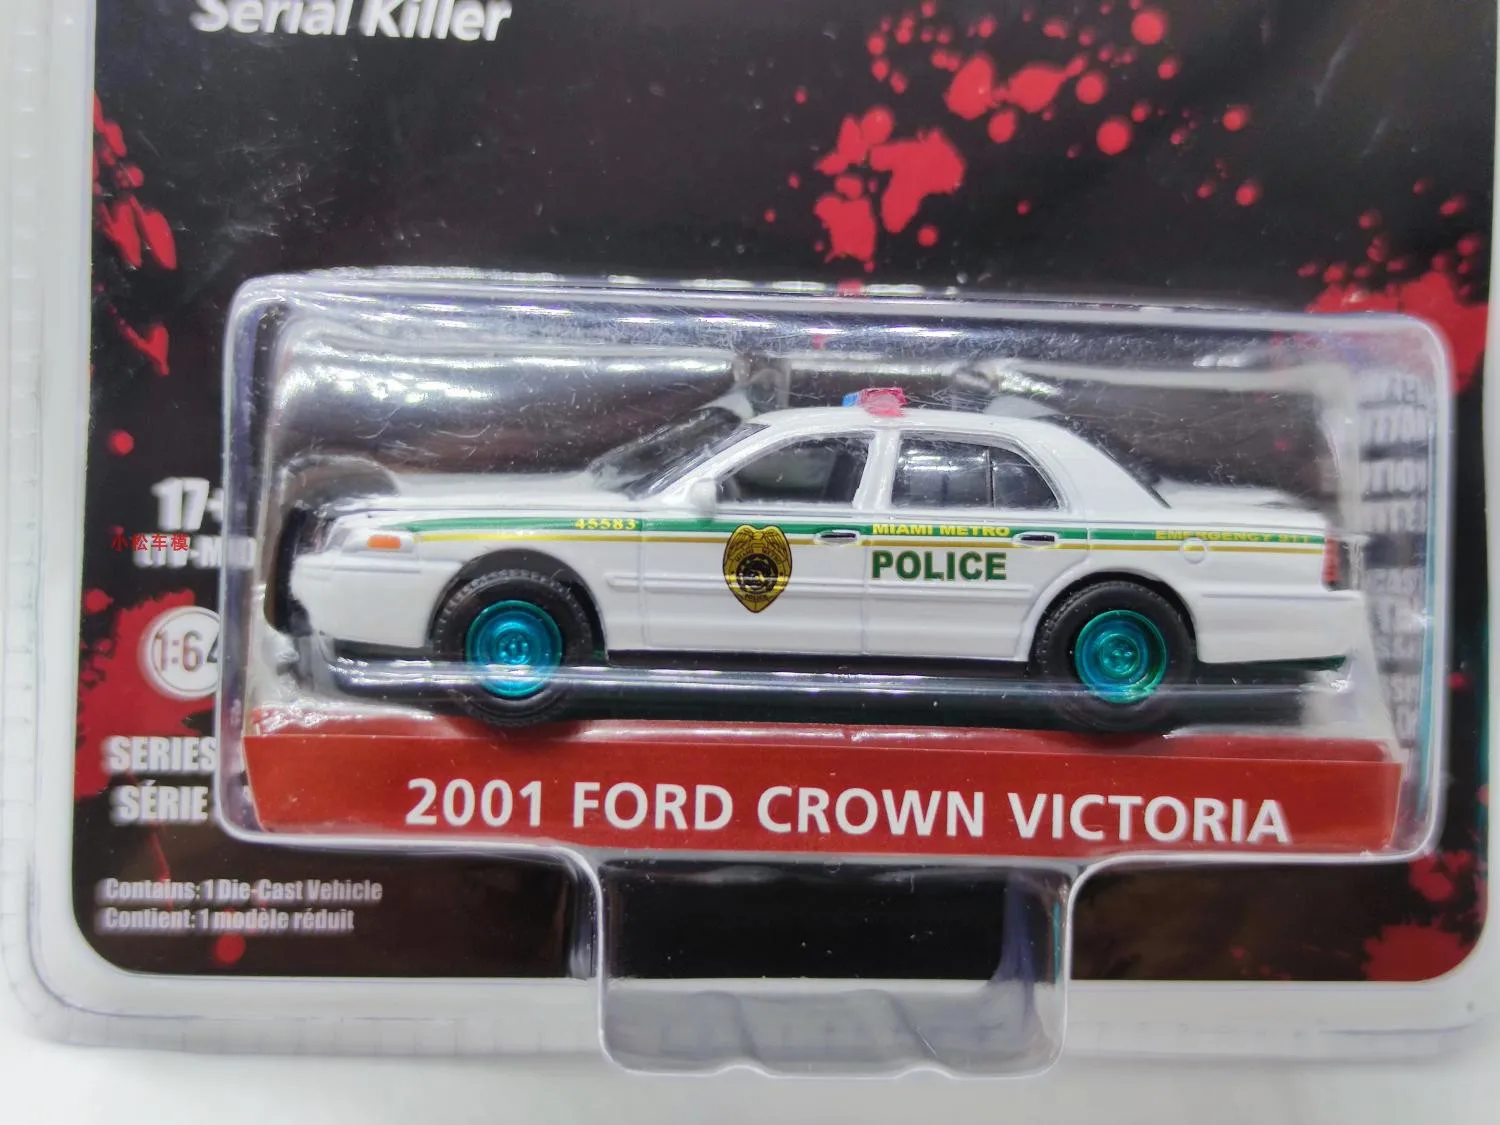 Serial Killer
17+
小松车模
1:64
SERIES
SÉRIE
45583
MIAMI METRO
POLICE
EMERGENCY 911
POLICE
2001 FORD CROWN VICTORIA
Contains: 1 Die-Cast Vehicle
Contient: 1 modèle réduit